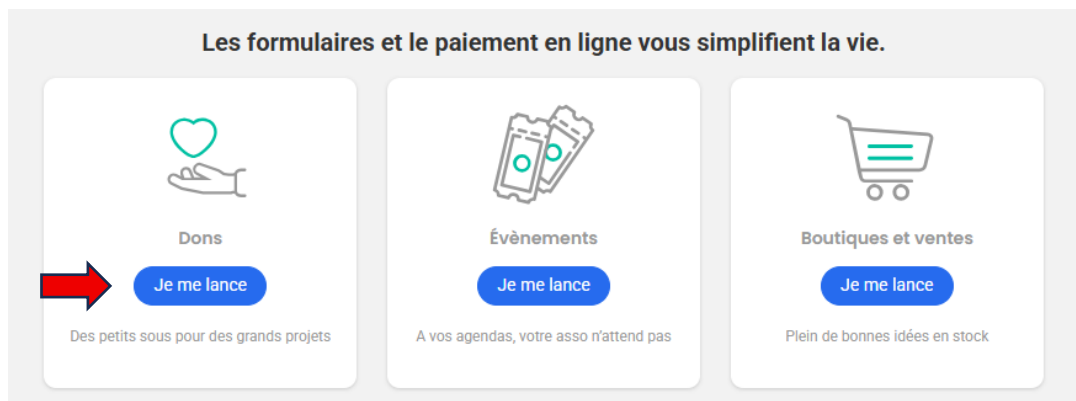 Les formulaires et le paiement en ligne vous simplifient la vie.
Dons
Je me lance
Des petits sous pour des grands projets
Évènements
Je me lance
A vos agendas, votre asso n'attend pas
Boutiques et ventes
Je me lance
Plein de bonnes idées en stock